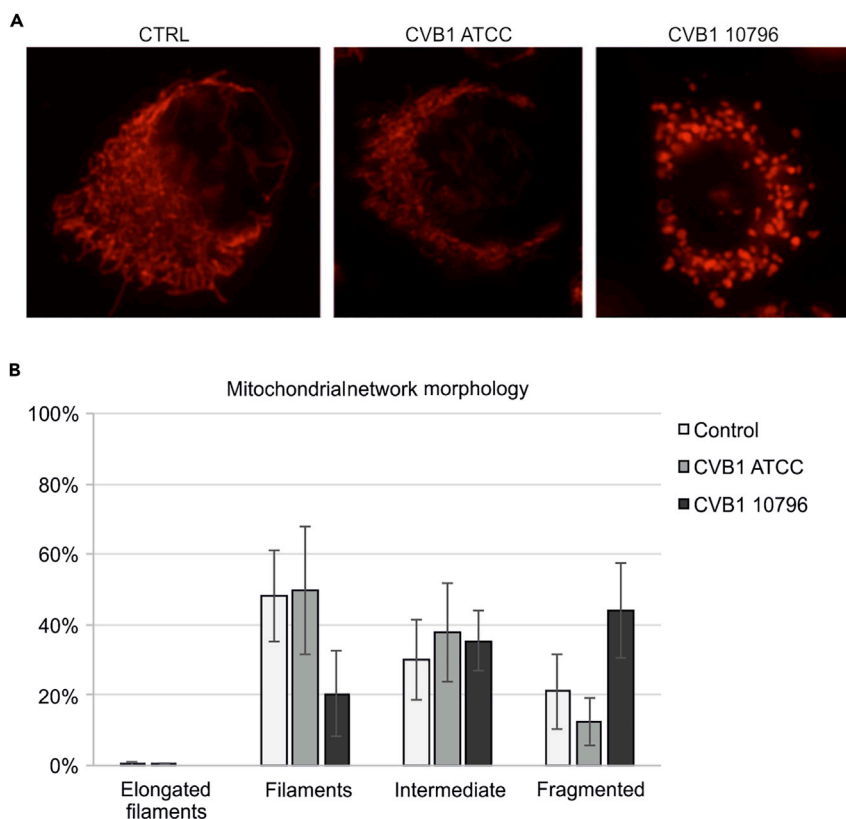 A
CTRL
CVB1 ATCC
CVB1 10796
B
Mitochondrialnetwork morphology
100%
80%
60%
40%
20%
0%
Control
CVB1 ATCC
CVB1 10796
Elongated
filaments
Filaments
Intermediate
Fragmented